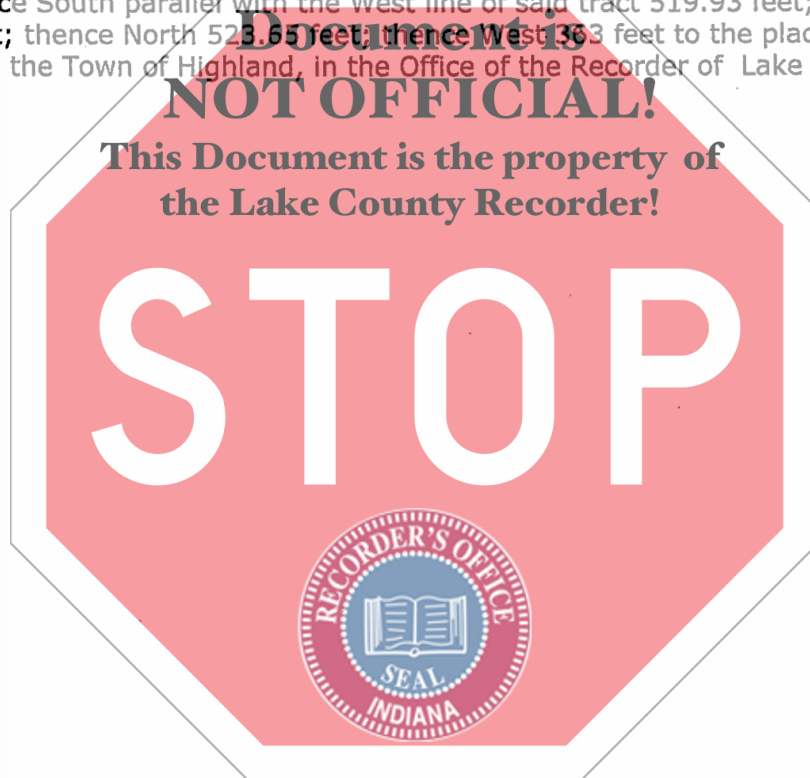 ce South parallel with the West line of said tract 519.93 feet;
t; thence North 523.65 feet; thence West 363 feet to the plac
the Town of Highland, in the Office of the Recorder of Lake
Document is
NOT OFFICIAL!
This Document is the property of
the Lake County Recorder!
STOP
RECORDER'S OFFICE
SEAL
INDIANA